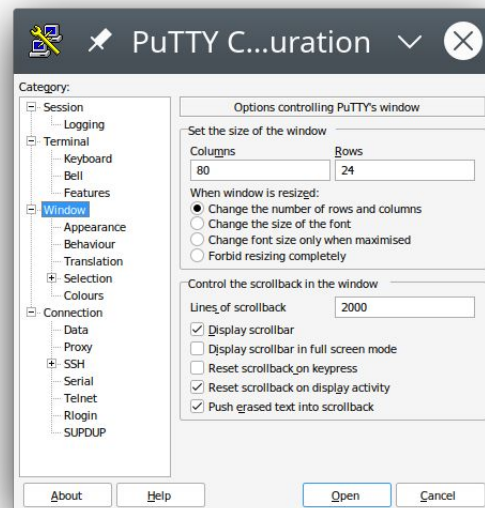 PuTTY C...uration
Category:
Session
Logging
Terminal
Keyboard
Bell
Features
Window
Appearance
Behaviour
Translation
Selection
Colours
Connection
Data
Proxy
SSH
Serial
Telnet
Rlogin
SUPDUP
Options controlling PuTTY's window
Set the size of the window
Columns Rows
80 24
When window is resized:
Change the number of rows and columns
Change the size of the font
Change font size only when maximised
Forbid resizing completely
Control the scrollback in the window
Lines of scrollback 2000
Display scrollbar
Display scrollbar in full screen mode
Reset scrollback on keypress
Reset scrollback on display activity
Push erased text into scrollback
About Help Open Cancel